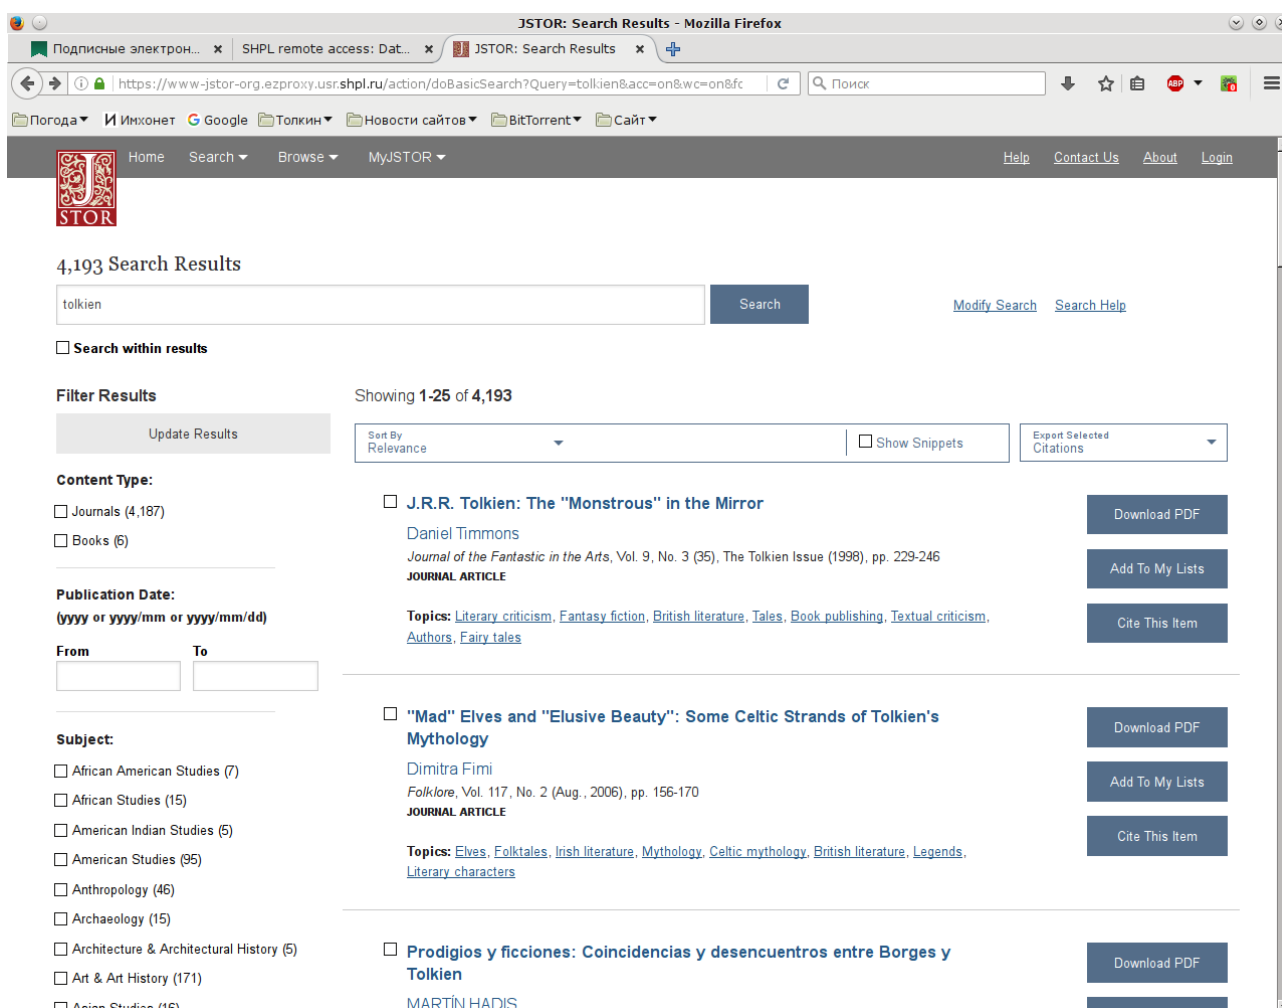 JSTOR: Search Results - Mozilla Firefox
Подписные электрон... SHPL remote access: Dat... JSTOR: Search Results
https://www-jstor-org.ezproxy.usr.shpl.ru/action/doBasicSearch?Query=tolkien&acc=on&wc=on&fc Поиск ABP
Погода Имхонет Google Толкин Новости сайтов BitTorrent Сайт
JSTOR Home Search Browse MyJSTOR Help Contact Us About Login
4,193 Search Results
tolkien Search Modify Search Search Help
Search within results
Filter Results
Update Results
Content Type:
Journals (4,187)
Books (6)
Publication Date:
(yyyy or yyyy/mm or yyyy/mm/dd)
From To
Subject:
African American Studies (7)
African Studies (15)
American Indian Studies (5)
American Studies (95)
Anthropology (46)
Archaeology (15)
Architecture & Architectural History (5)
Art & Art History (171)
Asian Studies (16)
Showing 1-25 of 4,193
Sort By
Relevance
Show Snippets
Export Selected
Citations
J.R.R. Tolkien: The "Monstrous" in the Mirror
Daniel Timmons
Journal of the Fantastic in the Arts, Vol. 9, No. 3 (35), The Tolkien Issue (1998), pp. 229-246
JOURNAL ARTICLE
Topics: Literary criticism, Fantasy fiction, British literature, Tales, Book publishing, Textual criticism,
Authors, Fairy tales
Download PDF
Add To My Lists
Cite This Item
"Mad" Elves and "Elusive Beauty": Some Celtic Strands of Tolkien's
Mythology
Dimitra Fimi
Folklore, Vol. 117, No. 2 (Aug., 2006), pp. 156-170
JOURNAL ARTICLE
Topics: Elves, Folktales, Irish literature, Mythology, Celtic mythology, British literature, Legends,
Literary characters
Download PDF
Add To My Lists
Cite This Item
Prodigios y ficciones: Coincidencias y desencuentros entre Borges y
Tolkien
MARTÍN HADIS
Download PDF